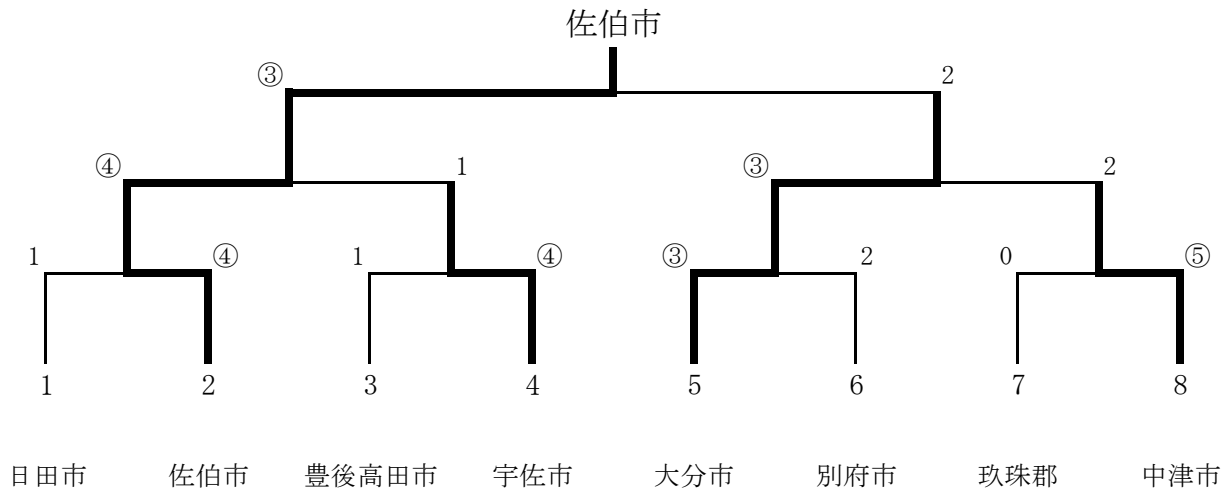 佐伯市
③ 2
④ 1 ③ 2
1 ④ 1 ④ ③ 2 0 ⑤
1 2 3 4 5 6 7 8
日田市 佐伯市 豊後高田市 宇佐市 大分市 別府市 玖珠郡 中津市